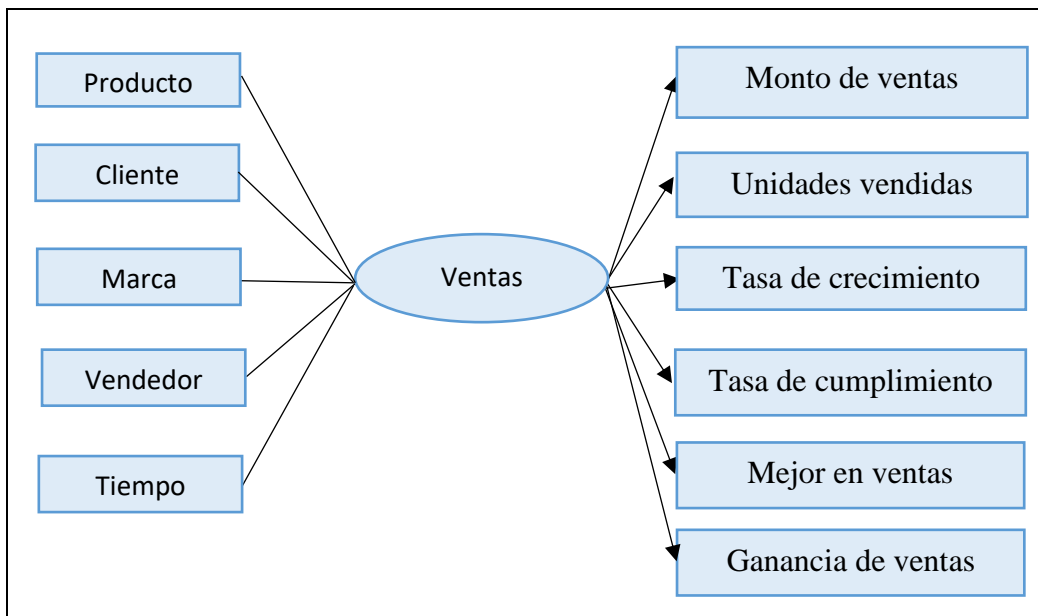 Producto
Cliente
Marca
Vendedor
Tiempo
Ventas
Monto de ventas
Unidades vendidas
Tasa de crecimiento
Tasa de cumplimiento
Mejor en ventas
Ganancia de ventas